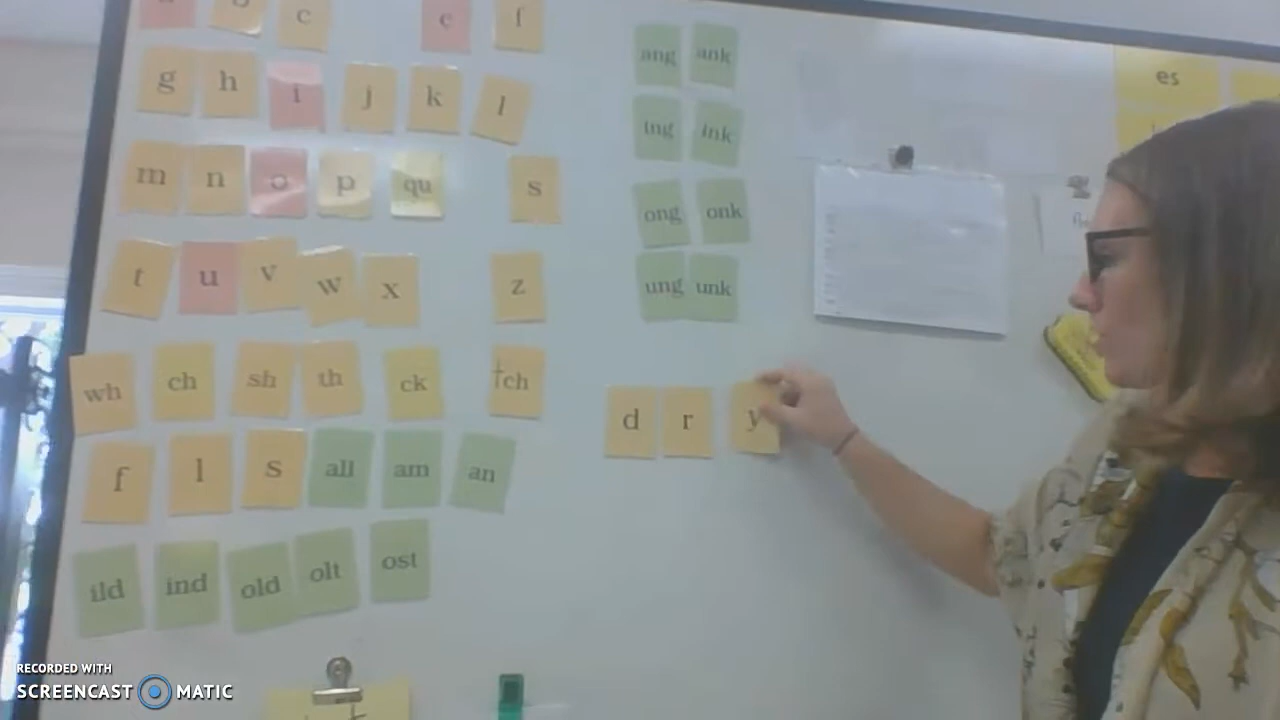 a b c e f
g h i j k l
m n o p qu s
t u v w x z
wh ch sh th ck tch
f l s all am an
ild ind old olt ost
ang ank
ing ink
ong onk
ung unk
d r y
es
RECORDED WITH
SCREENCAST MATIC